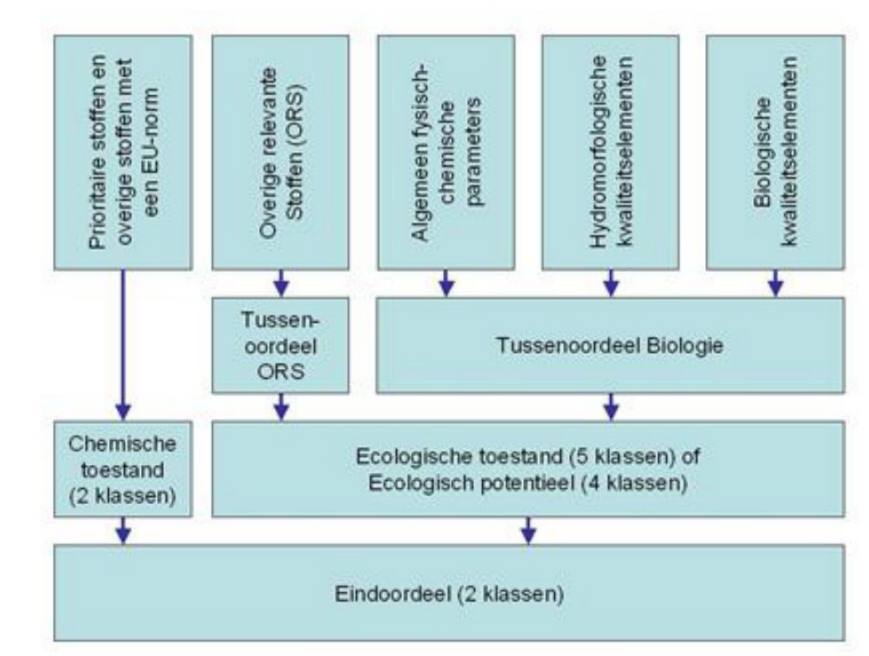 Prioritaire stoffen en
overige stoffen met
een EU-norm
Overige relevante
Stoffen (ORS)
Algemeen fysisch-
chemische
parameters
Hydromorfologische
kwaliteitselementen
Biologische
kwaliteitselementen
Tussen-
oordeel
ORS
Tussenoordeel Biologie
Chemische
toestand
(2 klassen)
Ecologische toestand (5 klassen) of
Ecologisch potentieel (4 klassen)
Eindoordeel (2 klassen)